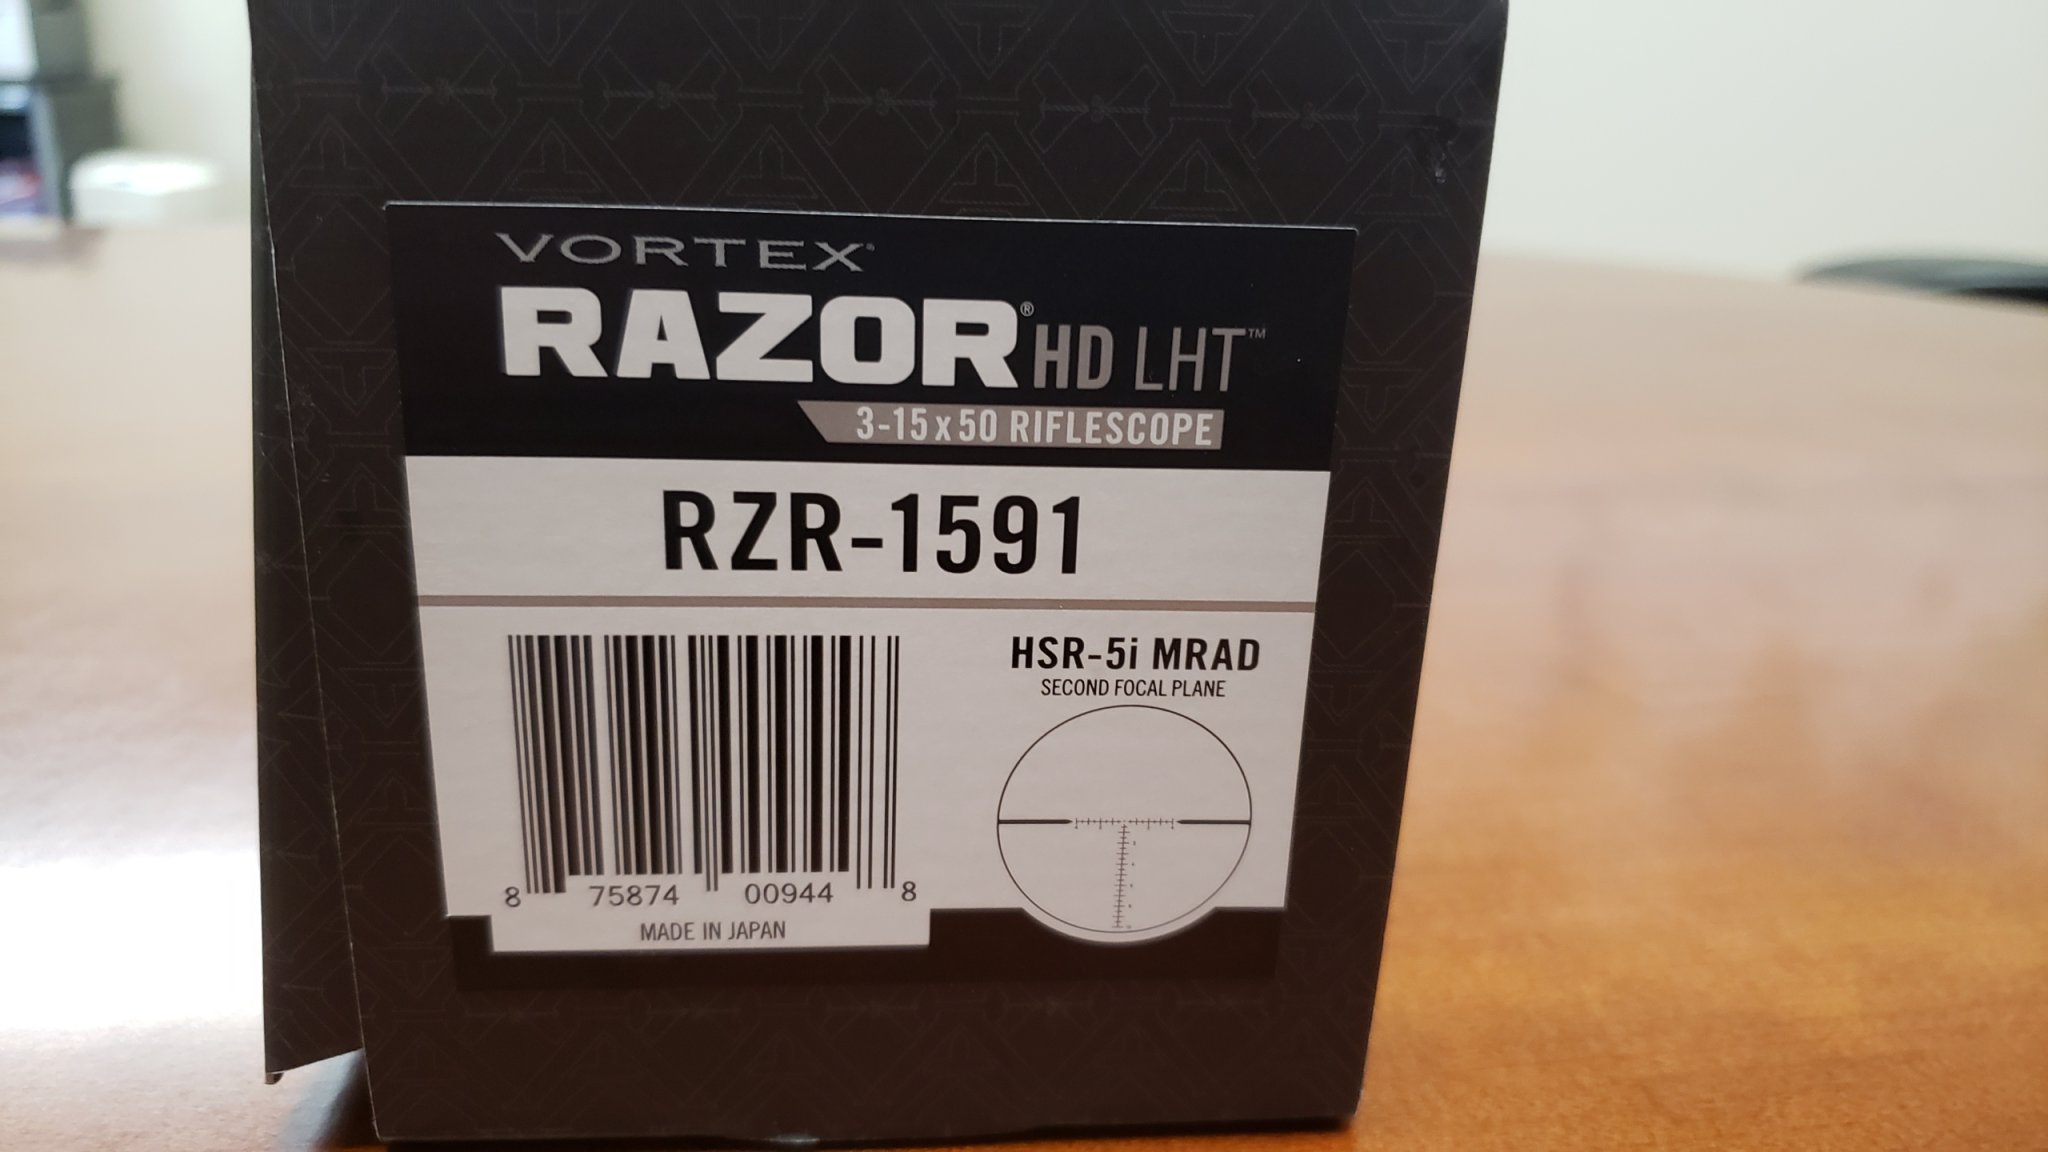 VORTEX®
RAZOR® HD LHT™
3-15x50 RIFLESCOPE
RZR-1591
HSR-5i MRAD
SECOND FOCAL PLANE
8 75874 00944 8
MADE IN JAPAN